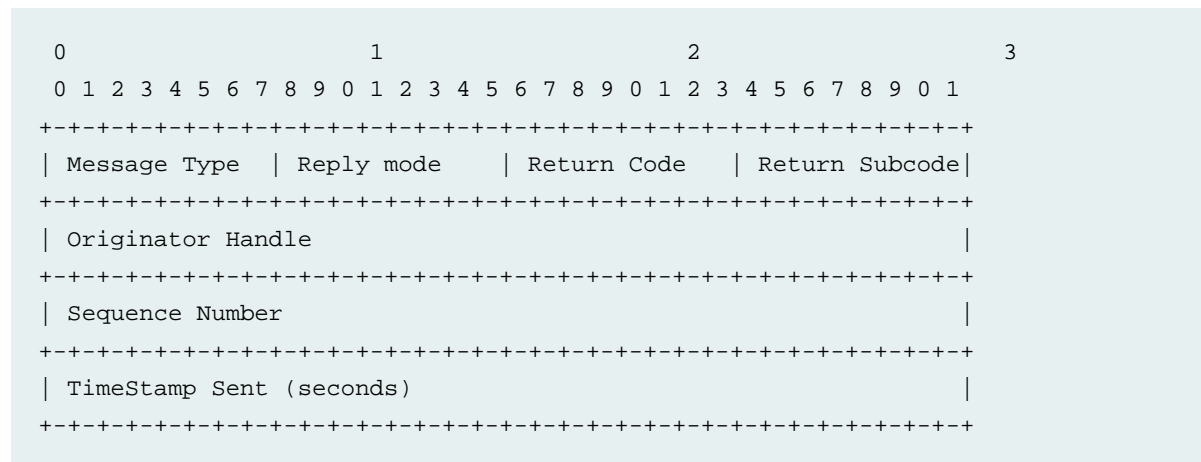 0                     1                     2                     3
0 1 2 3 4 5 6 7 8 9 0 1 2 3 4 5 6 7 8 9 0 1 2 3 4 5 6 7 8 9 0 1
+-+-+-+-+-+-+-+-+-+-+-+-+-+-+-+-+-+-+-+-+-+-+-+-+-+-+-+-+-+-+-+-+
| Message Type  | Reply mode    | Return Code   | Return Subcode|
+-+-+-+-+-+-+-+-+-+-+-+-+-+-+-+-+-+-+-+-+-+-+-+-+-+-+-+-+-+-+-+-+
| Originator Handle                                             |
+-+-+-+-+-+-+-+-+-+-+-+-+-+-+-+-+-+-+-+-+-+-+-+-+-+-+-+-+-+-+-+-+
| Sequence Number                                               |
+-+-+-+-+-+-+-+-+-+-+-+-+-+-+-+-+-+-+-+-+-+-+-+-+-+-+-+-+-+-+-+-+
| TimeStamp Sent (seconds)                                      |
+-+-+-+-+-+-+-+-+-+-+-+-+-+-+-+-+-+-+-+-+-+-+-+-+-+-+-+-+-+-+-+-+